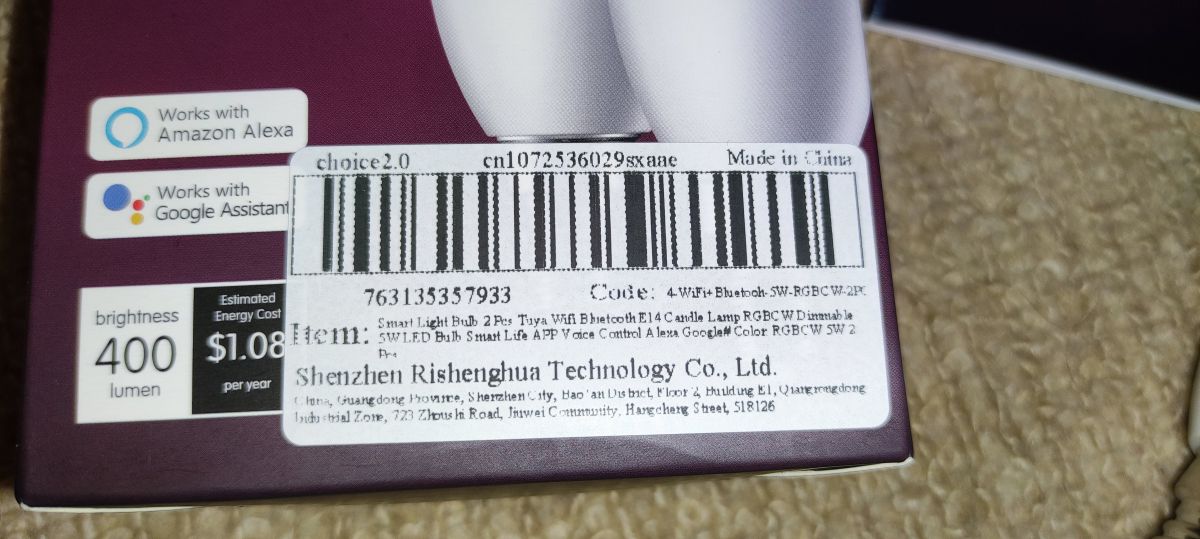 Works with
Amazon Alexa
Works with
Google Assistant
choice2.0 cn1072536029sxaae Made in China
763135357933 Code: 4-WiFi+Bluetooh-5W-RGBCW-2PC
Item: Smart Light Bulb 2 Pcs Tuya Wifi Bluetooth E14 Candle Lamp RGBCW Dimmable
5W LED Bulb Smart Life APP Voice Control Alexa Google# Color RGBCW 5W 2
Pcs
Shenzhen Rishenghua Technology Co., Ltd.
China, Guangdong Province, Shenzhen City, Bao'an District, Floor 2, Building E1, Qiangrongdong
Industrial Zone, 723 Zhoushi Road, Jiuwei Community, Hangcheng Street, 518126
brightness
400
lumen
Estimated
Energy Cost
$1.08
per year